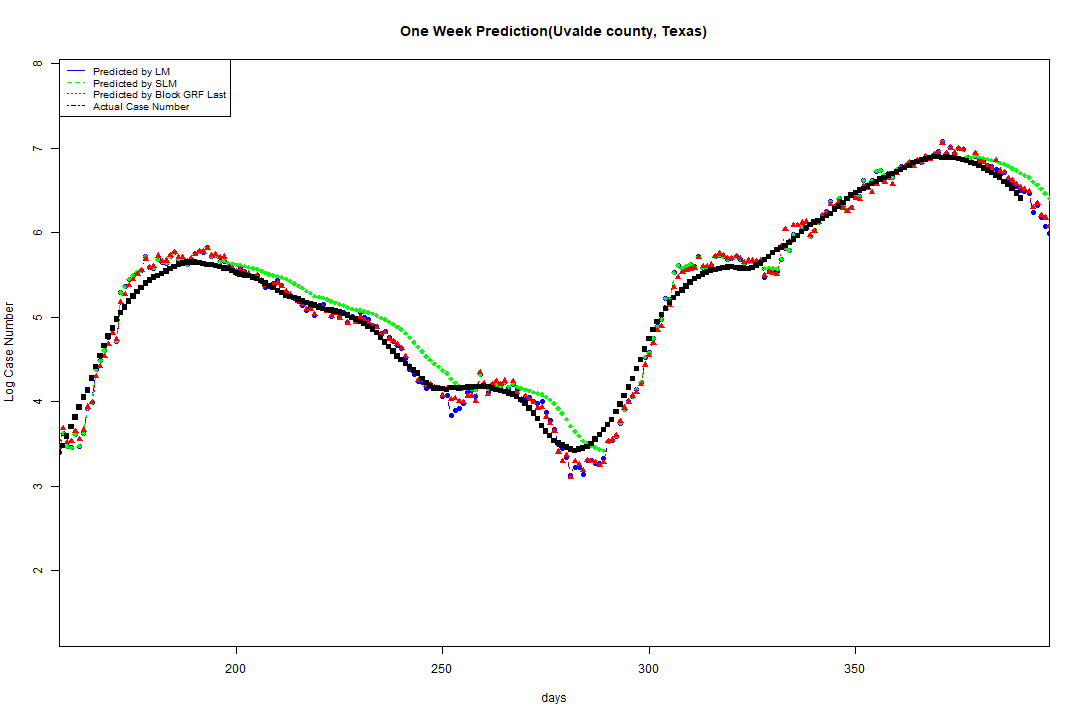 One Week Prediction(Uvalde county, Texas)
Predicted by LM
Predicted by SLM
Predicted by Block GRF Last
Actual Case Number
8
7
6
5
4
3
2
Log Case Number
200 250 300 350
days